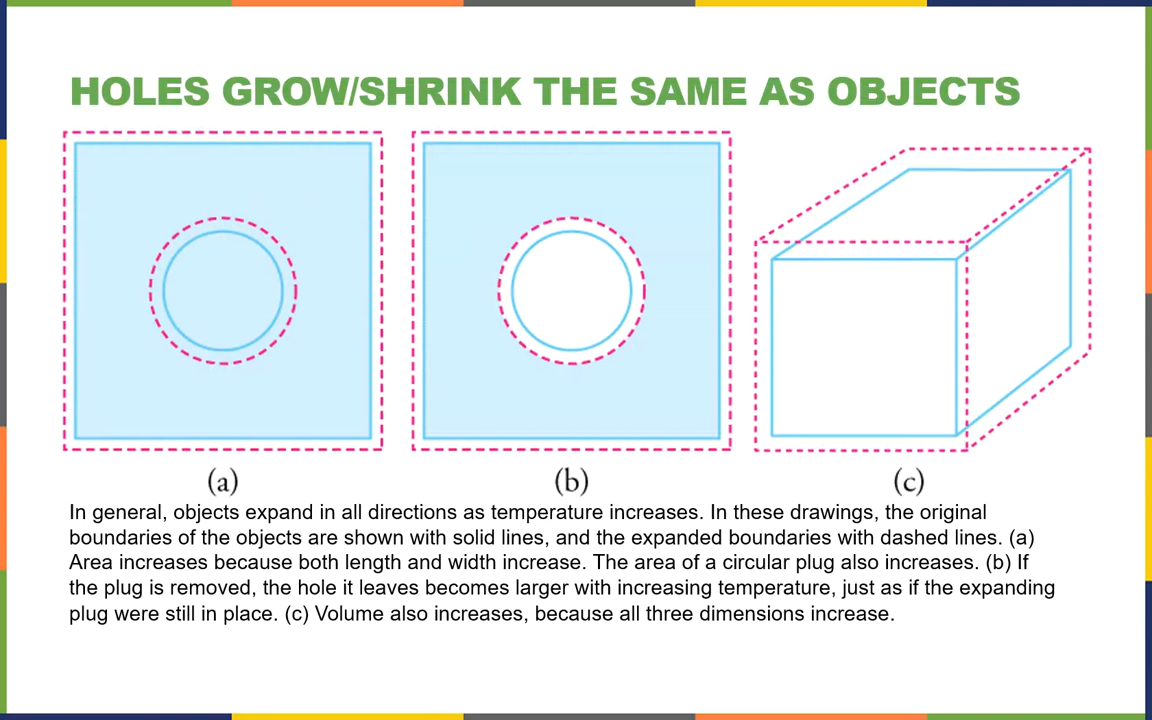 HOLES GROW/SHRINK THE SAME AS OBJECTS
(a)
(b)
(c)
In general, objects expand in all directions as temperature increases. In these drawings, the original
boundaries of the objects are shown with solid lines, and the expanded boundaries with dashed lines. (a)
Area increases because both length and width increase. The area of a circular plug also increases. (b) If
the plug is removed, the hole it leaves becomes larger with increasing temperature, just as if the expanding
plug were still in place. (c) Volume also increases, because all three dimensions increase.